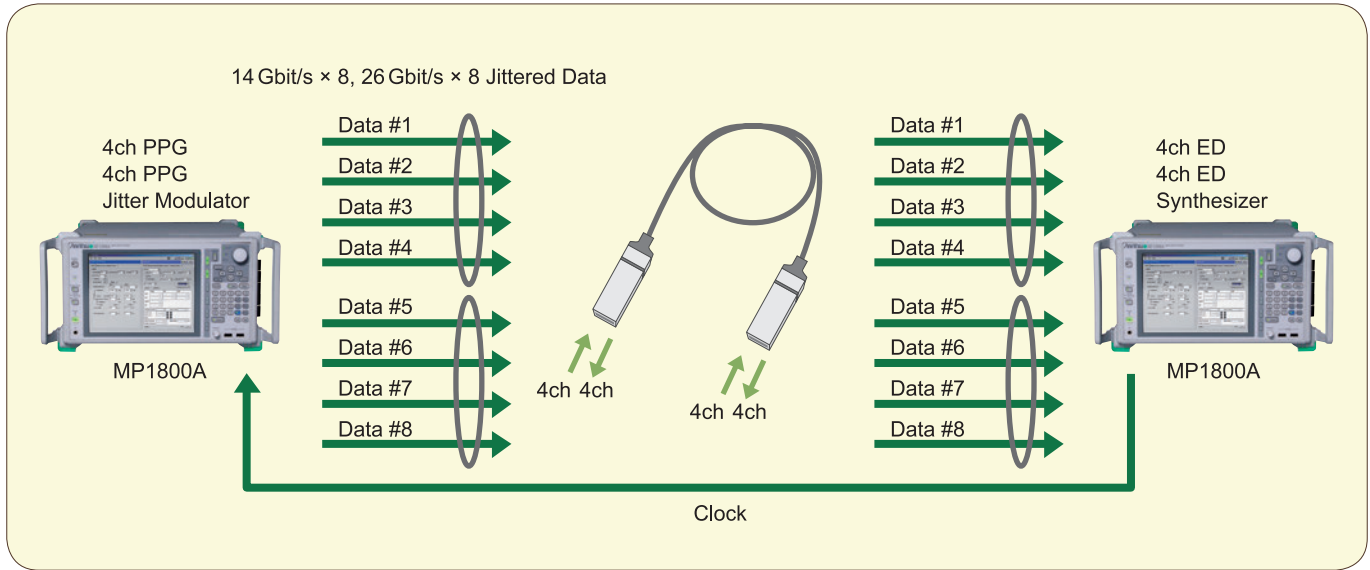 14 Gbit/s × 8, 26 Gbit/s × 8 Jittered Data
4ch PPG
4ch PPG
Jitter Modulator
MP1800A
Data #1
Data #2
Data #3
Data #4
Data #5
Data #6
Data #7
Data #8
4ch 4ch
4ch 4ch
Data #1
Data #2
Data #3
Data #4
Data #5
Data #6
Data #7
Data #8
4ch ED
4ch ED
Synthesizer
MP1800A
Clock